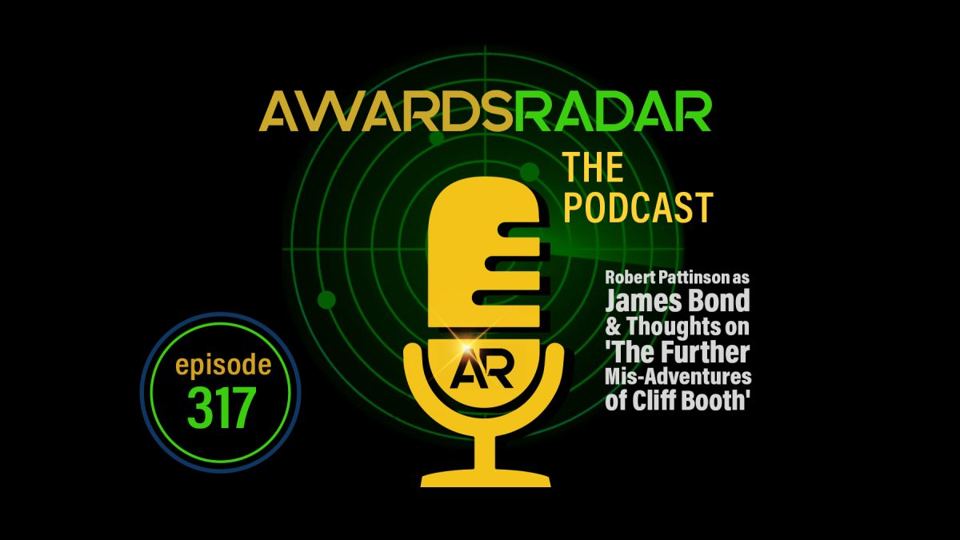 AWARDSRADAR
THE
PODCAST
Robert Pattinson as
James Bond
& Thoughts on
'The Further
Mis-Adventures
of Cliff Booth'
AR
episode
317